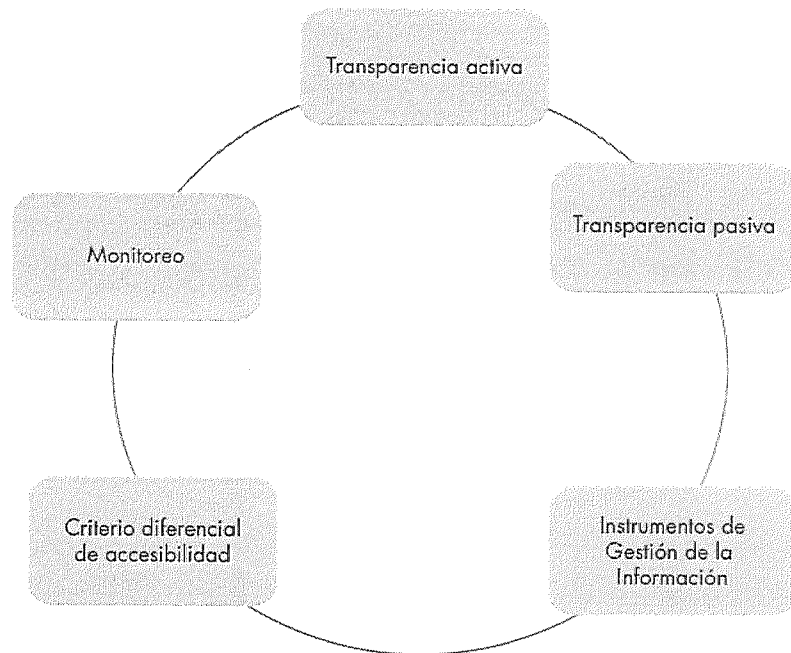 Transparencia activa
Transparencia pasiva
Monitoreo
Criterio diferencial
de accesibilidad
Instrumentos de
Gestión de la
Información